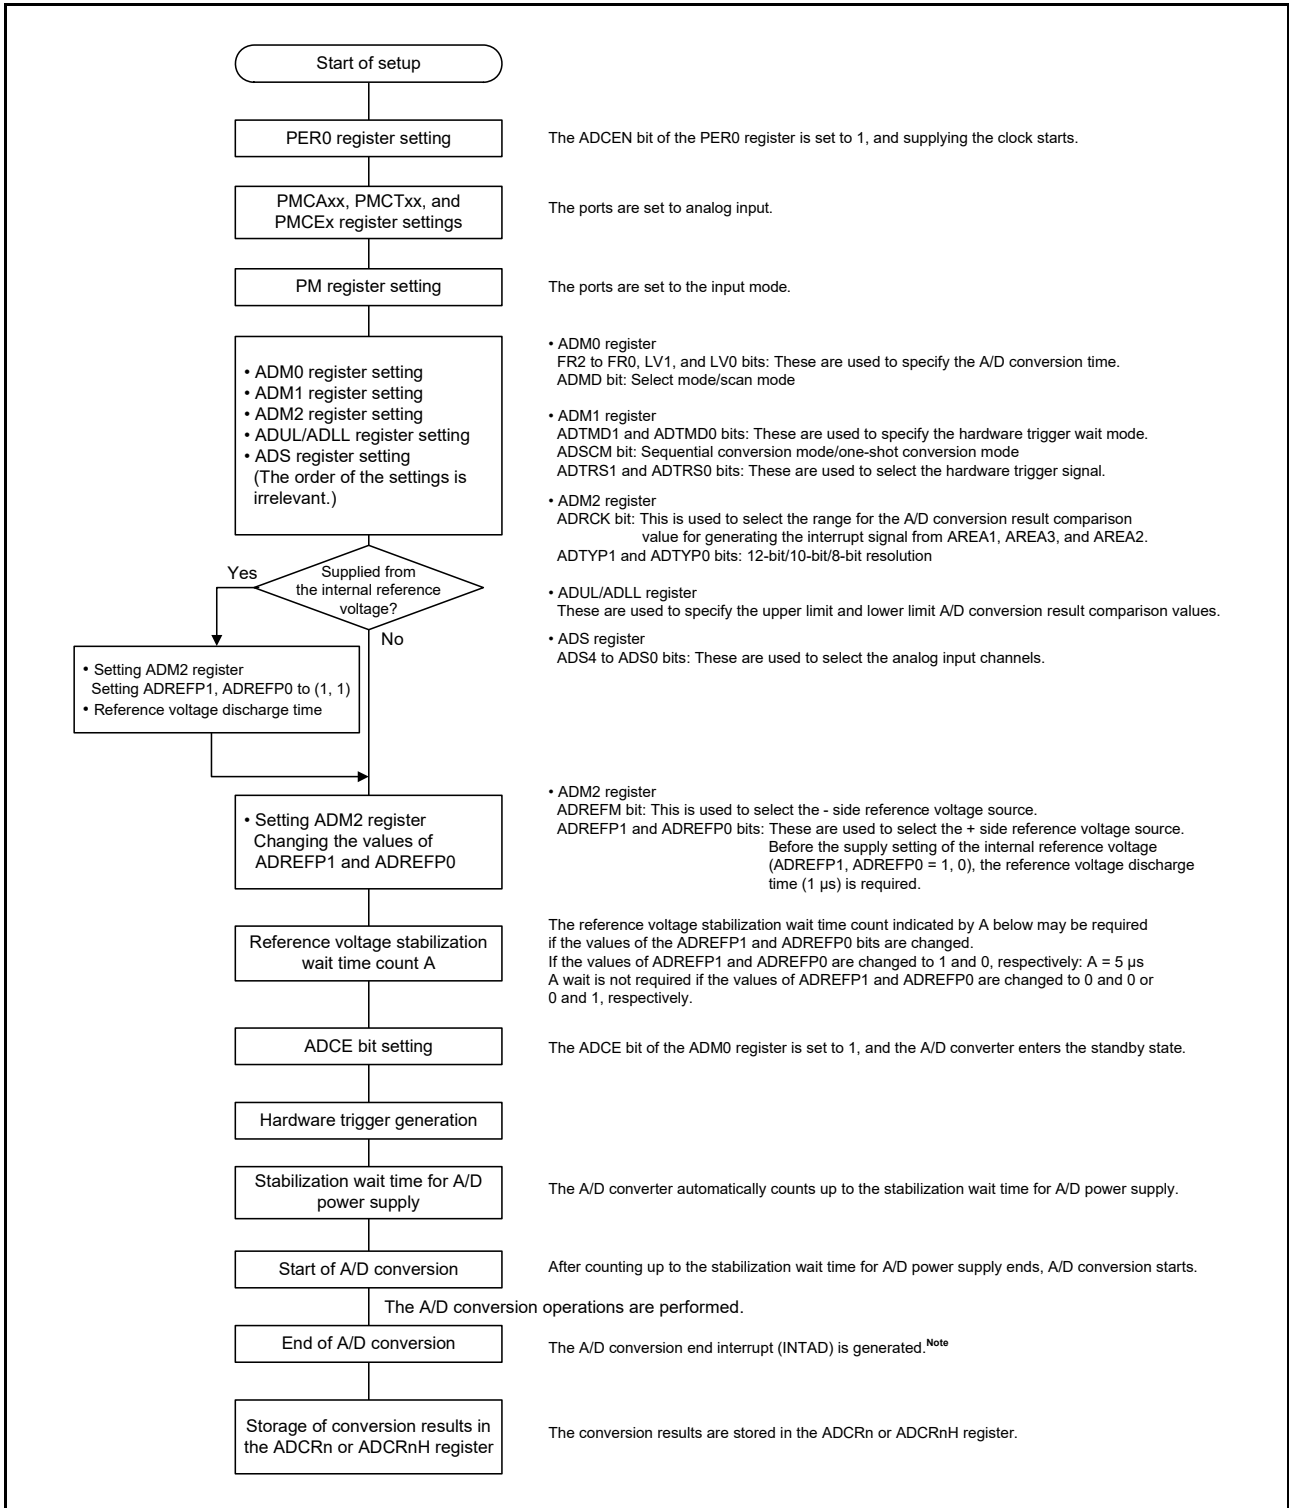 Start of setup
PER0 register setting
The ADCEN bit of the PER0 register is set to 1, and supplying the clock starts.
PMCAxx, PMCTxx, and
PMCEx register settings
The ports are set to analog input.
PM register setting
The ports are set to the input mode.
• ADM0 register setting
• ADM1 register setting
• ADM2 register setting
• ADUL/ADLL register setting
• ADS register setting
(The order of the settings is
irrelevant.)
• ADM0 register
FR2 to FR0, LV1, and LV0 bits: These are used to specify the A/D conversion time.
ADMD bit: Select mode/scan mode
• ADM1 register
ADTMD1 and ADTMD0 bits: These are used to specify the hardware trigger wait mode.
ADSCM bit: Sequential conversion mode/one-shot conversion mode
ADTRS1 and ADTRS0 bits: These are used to select the hardware trigger signal.
• ADM2 register
ADRCK bit: This is used to select the range for the A/D conversion result comparison
value for generating the interrupt signal from AREA1, AREA3, and AREA2.
ADTYP1 and ADTYP0 bits: 12-bit/10-bit/8-bit resolution
• ADUL/ADLL register
These are used to specify the upper limit and lower limit A/D conversion result comparison values.
• ADS register
ADS4 to ADS0 bits: These are used to select the analog input channels.
Yes
Supplied from
the internal reference
voltage?
No
• Setting ADM2 register
Setting ADREFP1, ADREFP0 to (1, 1)
• Reference voltage discharge time
• Setting ADM2 register
Changing the values of
ADREFP1 and ADREFP0
• ADM2 register
ADREFM bit: This is used to select the - side reference voltage source.
ADREFP1 and ADREFP0 bits: These are used to select the + side reference voltage source.
Before the supply setting of the internal reference voltage
(ADREFP1, ADREFP0 = 1, 0), the reference voltage discharge
time (1 µs) is required.
Reference voltage stabilization
wait time count A
The reference voltage stabilization wait time count indicated by A below may be required
if the values of the ADREFP1 and ADREFP0 bits are changed.
If the values of ADREFP1 and ADREFP0 are changed to 1 and 0, respectively: A = 5 µs
A wait is not required if the values of ADREFP1 and ADREFP0 are changed to 0 and 0 or
0 and 1, respectively.
ADCE bit setting
The ADCE bit of the ADM0 register is set to 1, and the A/D converter enters the standby state.
Hardware trigger generation
Stabilization wait time for A/D
power supply
The A/D converter automatically counts up to the stabilization wait time for A/D power supply.
Start of A/D conversion
After counting up to the stabilization wait time for A/D power supply ends, A/D conversion starts.
The A/D conversion operations are performed.
End of A/D conversion
The A/D conversion end interrupt (INTAD) is generated.Note
Storage of conversion results in
the ADCRn or ADCRnH register
The conversion results are stored in the ADCRn or ADCRnH register.